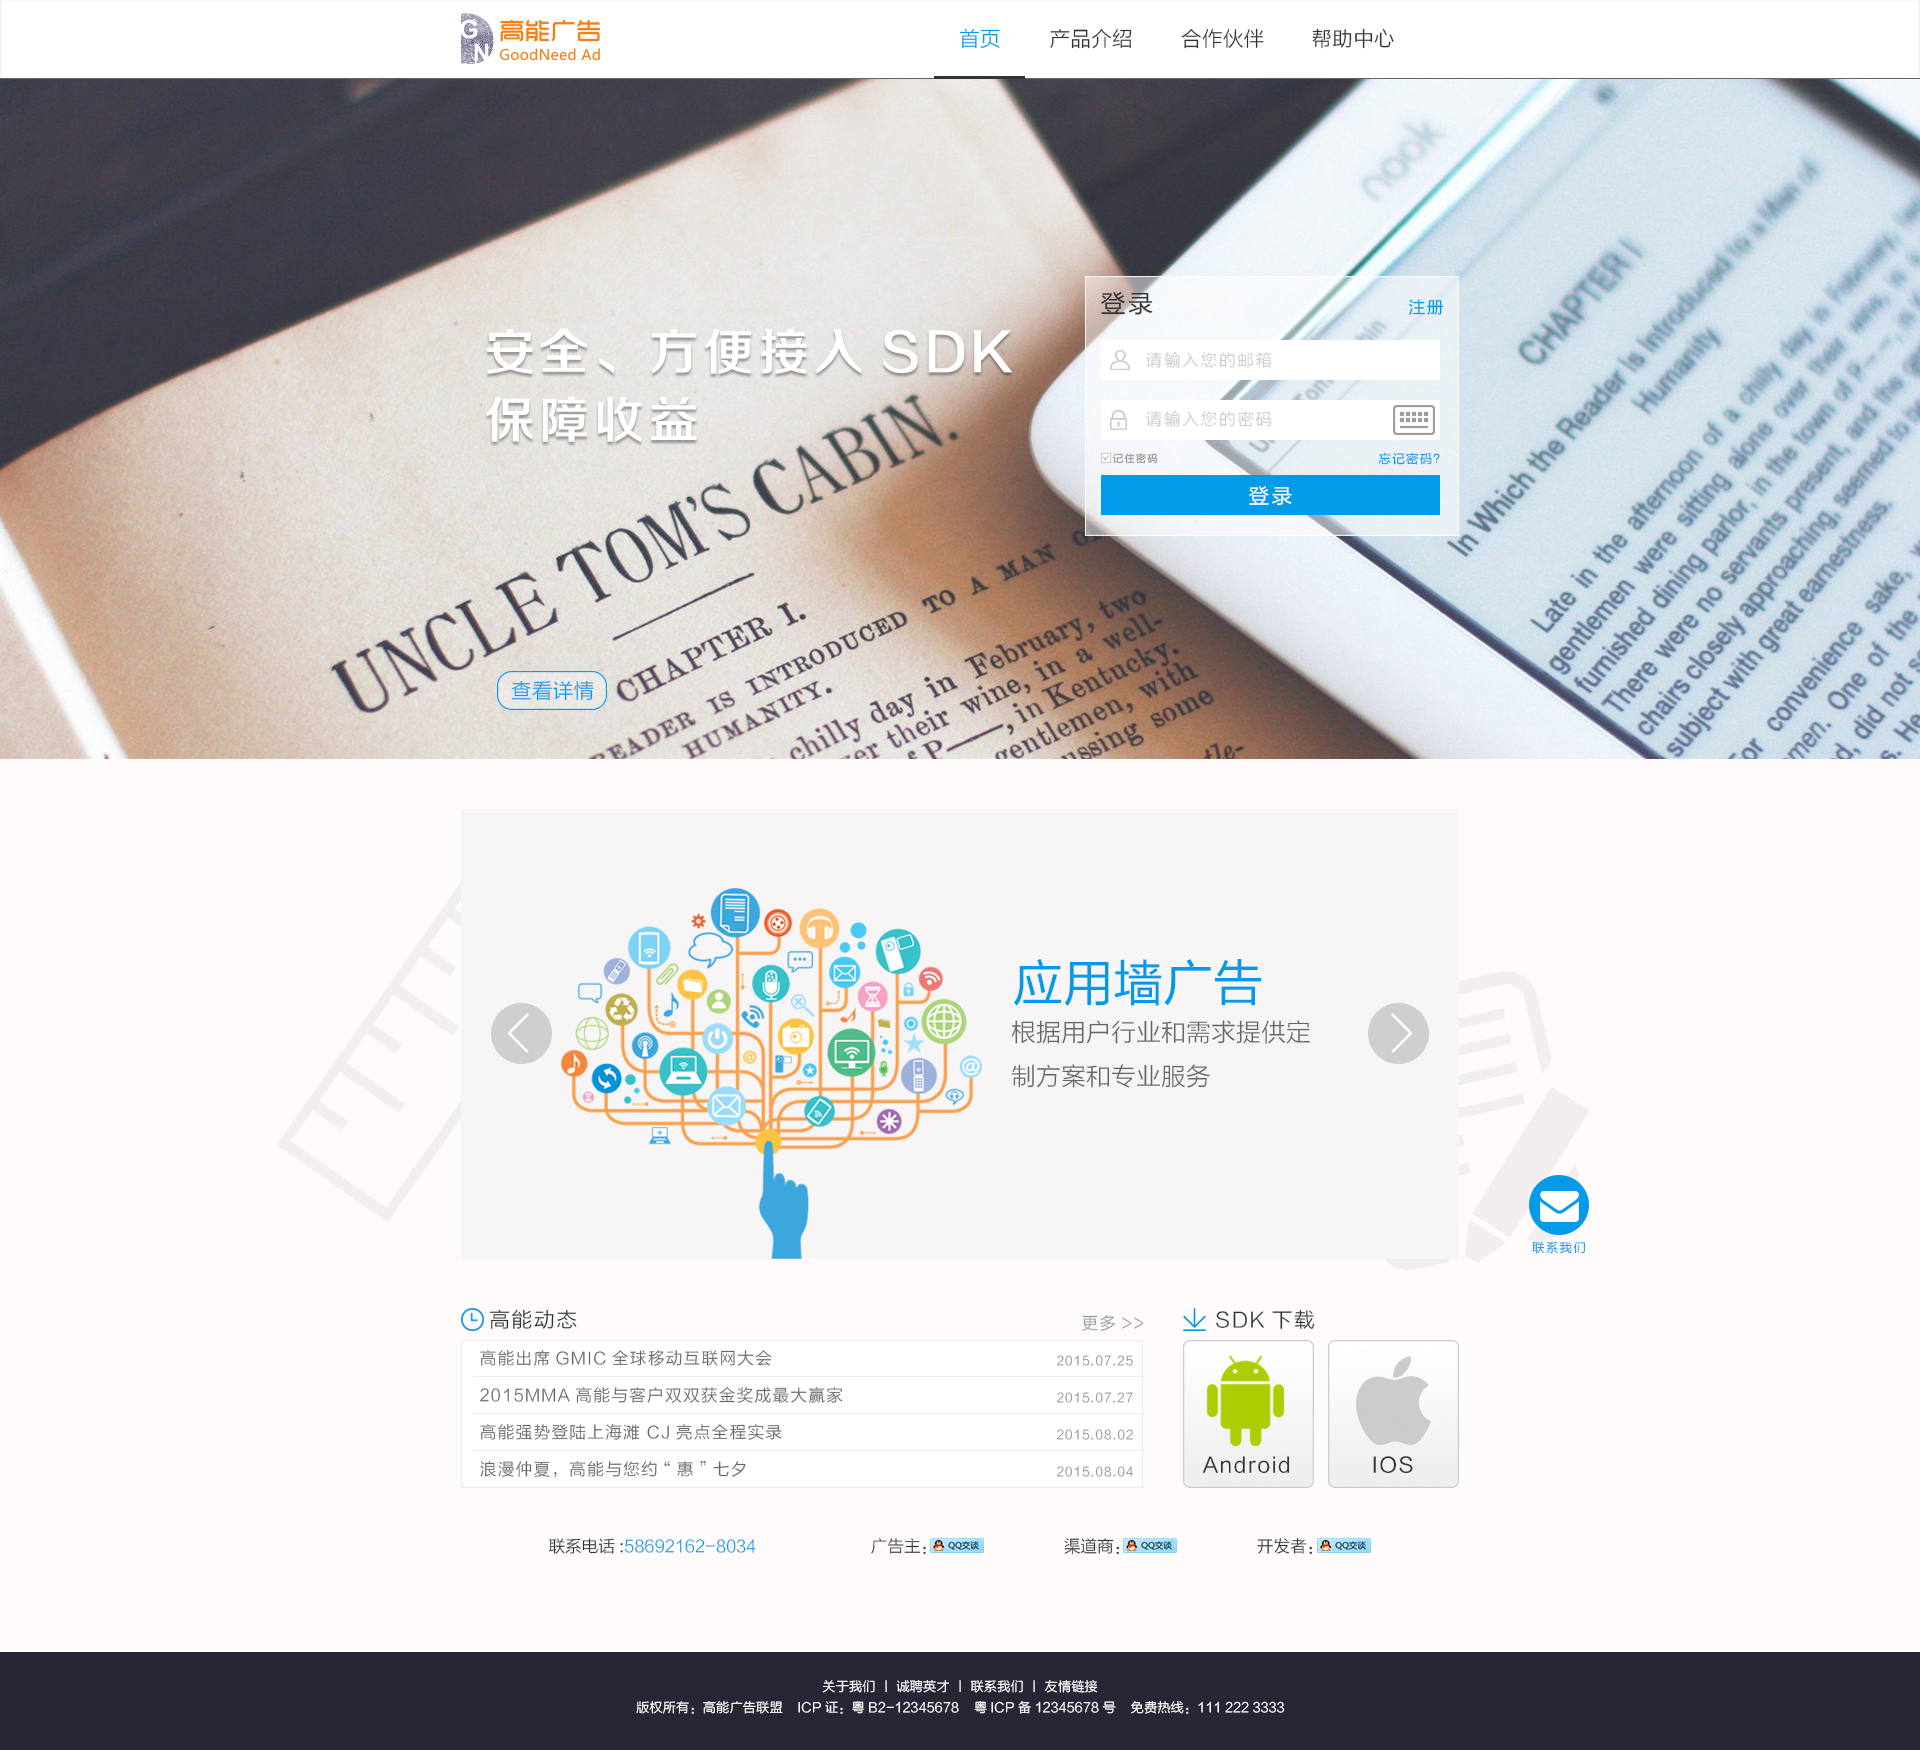 GN
高能广告
GoodNeed Ad
首页
产品介绍
合作伙伴
帮助中心
nook
安全、方便接入 SDK
保障收益
登录
注册
请输入您的邮箱
请输入您的密码
记住密码
忘记密码?
登录
UNCLE TOM'S CABIN.
CHAPTER I.
READER IS INTRODUCED TO A MAN OF
HUMANITY.
chilly day in February, two
over their wine, in a well-
of P——, in Kentucky.
gentlemen, with
some
CHAPTER I
In Which the Reader Is Introduced to a Man of
Humanity
Late in the afternoon of a chilly day in February,
gentlemen were sitting alone over their
furnished dining parlor, in the town of P—,
There were no servants present, and the
chairs closely approaching, seemed to
subject with great earnestness.
For convenience sake,
One of the
did not
查看详情
应用墙广告
根据用户行业和需求提供定
制方案和专业服务
联系我们
高能动态
更多 >>
高能出席 GMIC 全球移动互联网大会 2015.07.25
2015MMA 高能与客户双双获金奖成最大赢家 2015.07.27
高能强势登陆上海滩 CJ 亮点全程实录 2015.08.02
浪漫仲夏，高能与您约“惠”七夕 2015.08.04
SDK 下载
Android
IOS
联系电话 :58692162-8034
广告主：QQ交谈
渠道商：QQ交谈
开发者：QQ交谈
关于我们 | 诚聘英才 | 联系我们 | 友情链接
版权所有：高能广告联盟 ICP 证：粤 B2-12345678 粤 ICP 备 12345678 号 免费热线：111 222 3333